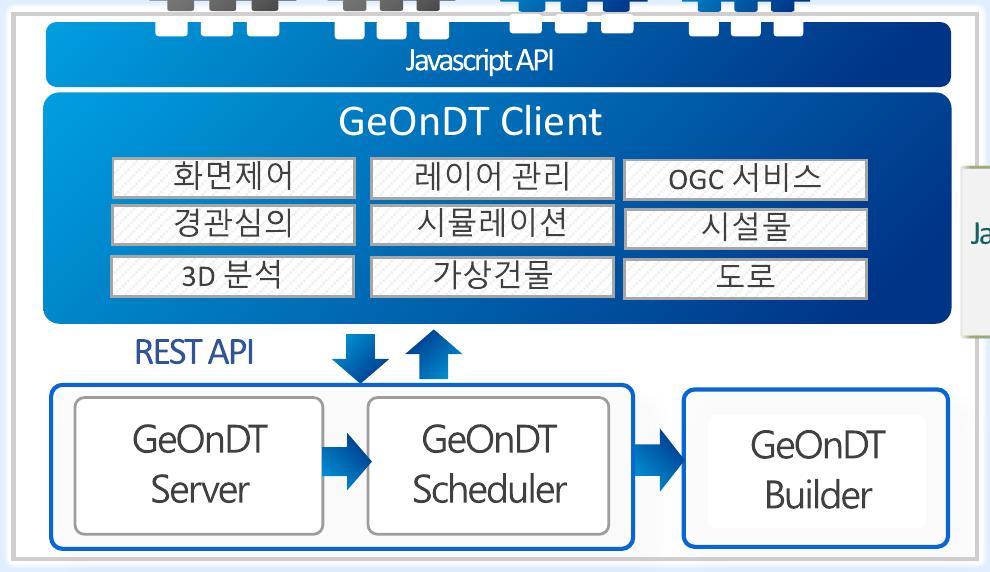 Javascript API
GeOnDT Client
화면제어
레이어 관리
OGC 서비스
경관심의
시뮬레이션
시설물
3D 분석
가상건물
도로
REST API
GeOnDT
Server
GeOnDT
Scheduler
GeOnDT
Builder